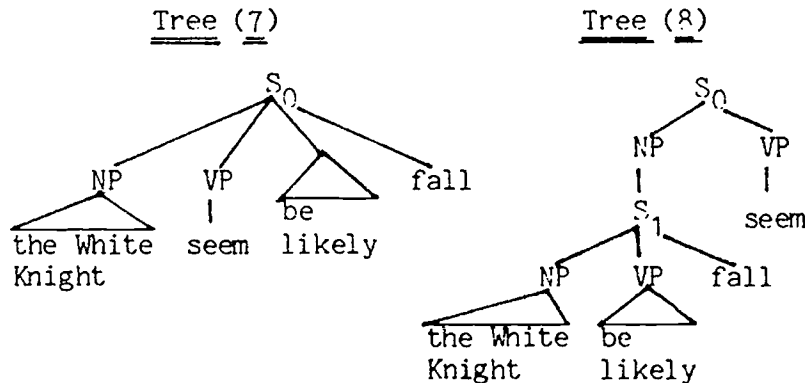 Tree (7)
S0
NP VP fall
the White seem be
Knight likely
Tree (8)
S0
NP VP
S1 seem
NP VP fall
the White be
Knight likely